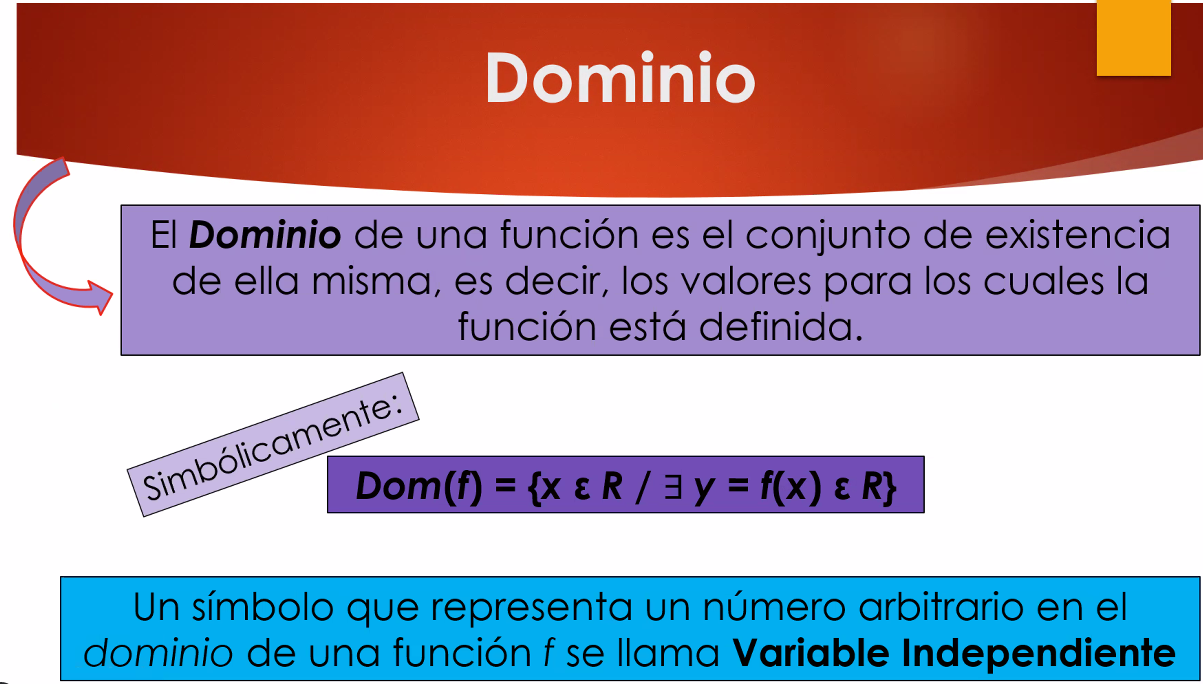 Dominio
El Dominio de una función es el conjunto de existencia
de ella misma, es decir, los valores para los cuales la
función está definida.
Simbólicamente:
Dom(f) = {x ε R / ∃ y = f(x) ε R}
Un símbolo que representa un número arbitrario en el
dominio de una función f se llama Variable Independiente